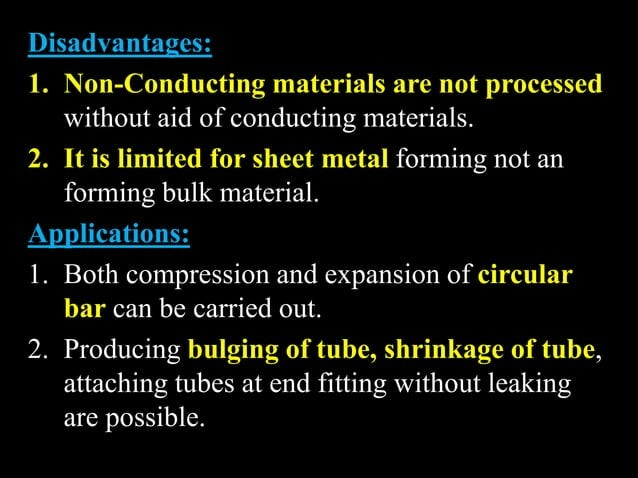 Disadvantages:
1. Non-Conducting materials are not processed
without aid of conducting materials.
2. It is limited for sheet metal forming not an
forming bulk material.
Applications:
1. Both compression and expansion of circular
bar can be carried out.
2. Producing bulging of tube, shrinkage of tube,
attaching tubes at end fitting without leaking
are possible.